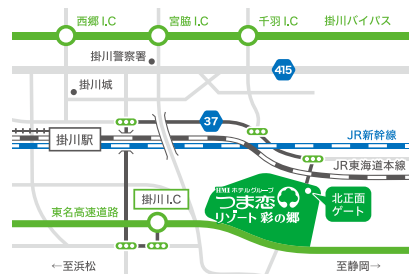 西郷 I.C
宮脇 I.C
千羽 I.C
掛川バイパス
掛川警察署
415
掛川城
37
JR新幹線
掛川駅
JR東海道本線
HMI ホテルグループ
つま恋
リゾート 彩の郷
北正面
ゲート
掛川 I.C
東名高速道路
←至浜松
至静岡→